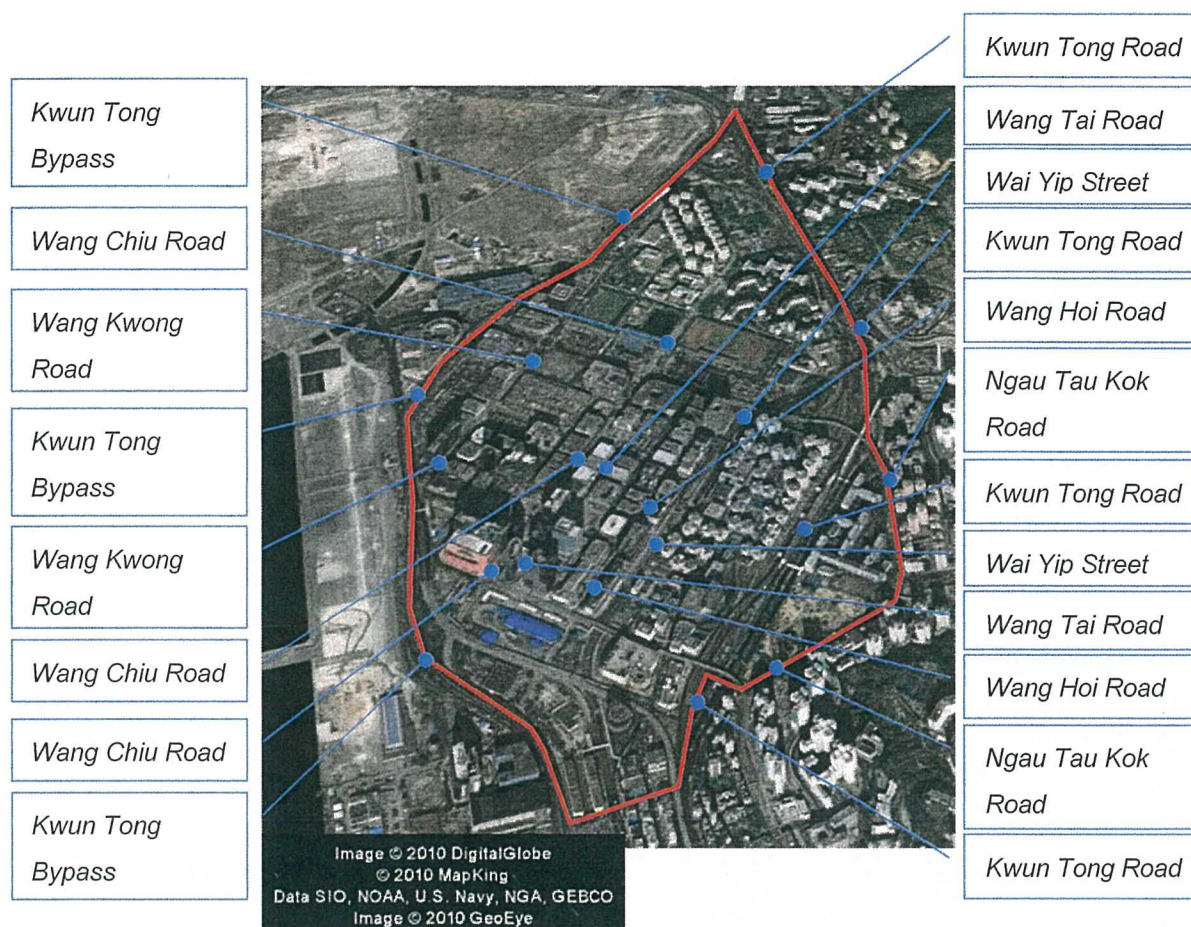 Kwun Tong
Bypass
Wang Chiu Road
Wang Kwong
Road
Kwun Tong
Bypass
Wang Kwong
Road
Wang Chiu Road
Wang Chiu Road
Kwun Tong
Bypass
Kwun Tong Road
Wang Tai Road
Wai Yip Street
Kwun Tong Road
Wang Hoi Road
Ngau Tau Kok
Road
Kwun Tong Road
Wai Yip Street
Wang Tai Road
Wang Hoi Road
Ngau Tau Kok
Road
Kwun Tong Road
Image © 2010 DigitalGlobe
© 2010 MapKing
Data SIO, NOAA, U.S. Navy, NGA, GEBCO
Image © 2010 GeoEye